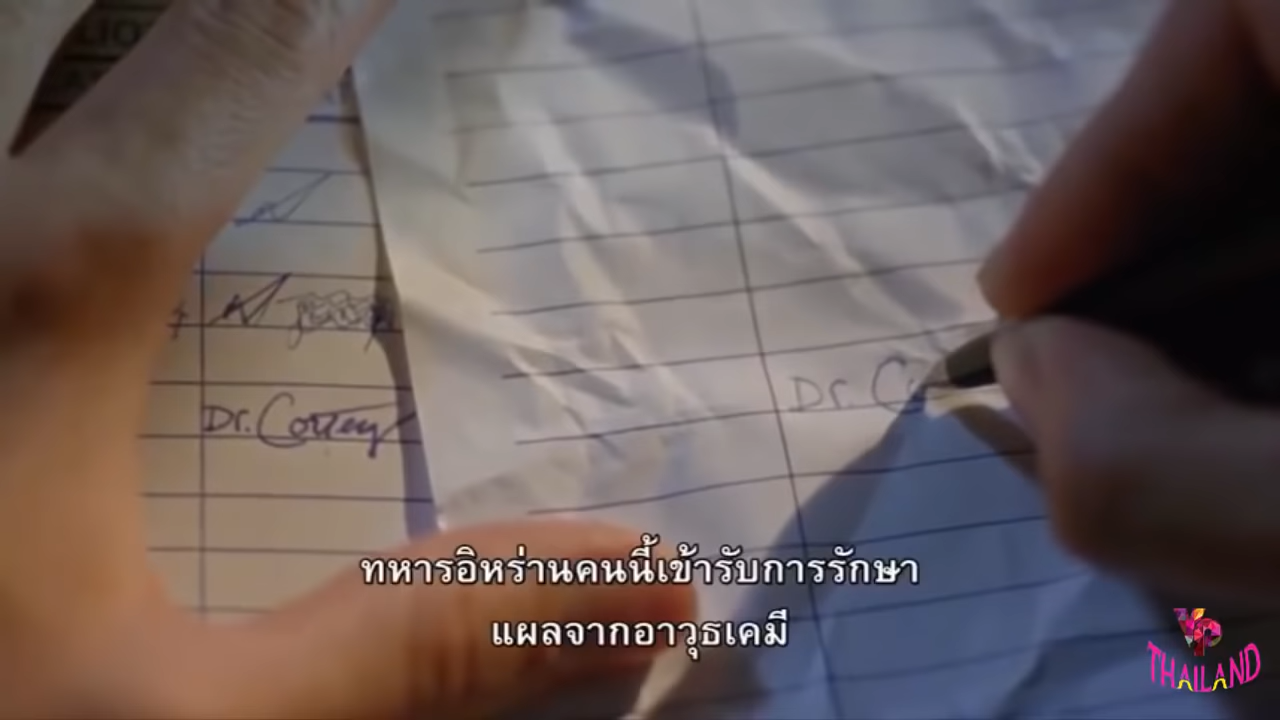 Dr. Cortey
Dr. C
ทหารอิหร่านคนนี้เข้ารับการรักษา
แผลจากอาวุธเคมี
VP
THAILAND